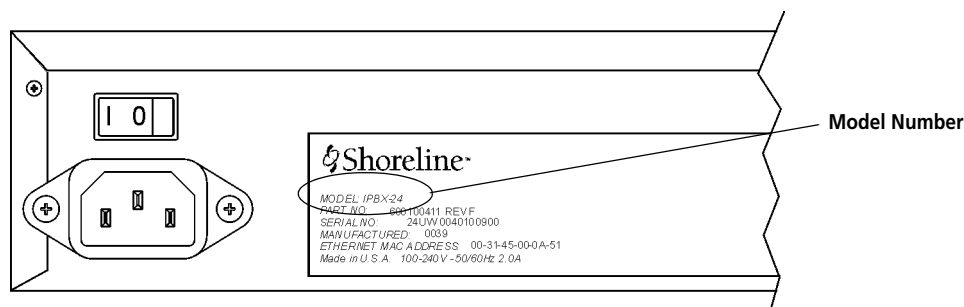 I O
Model Number
Shoreline™
MODEL: IPBX-24
PART NO: 600100411 REV F
SERIAL NO: 24UW0040100900
MANUFACTURED: 0039
ETHERNET MAC ADDRESS 00-31-45-00-0A-51
Made in U.S.A. 100-240V ~50/60Hz 2.0A